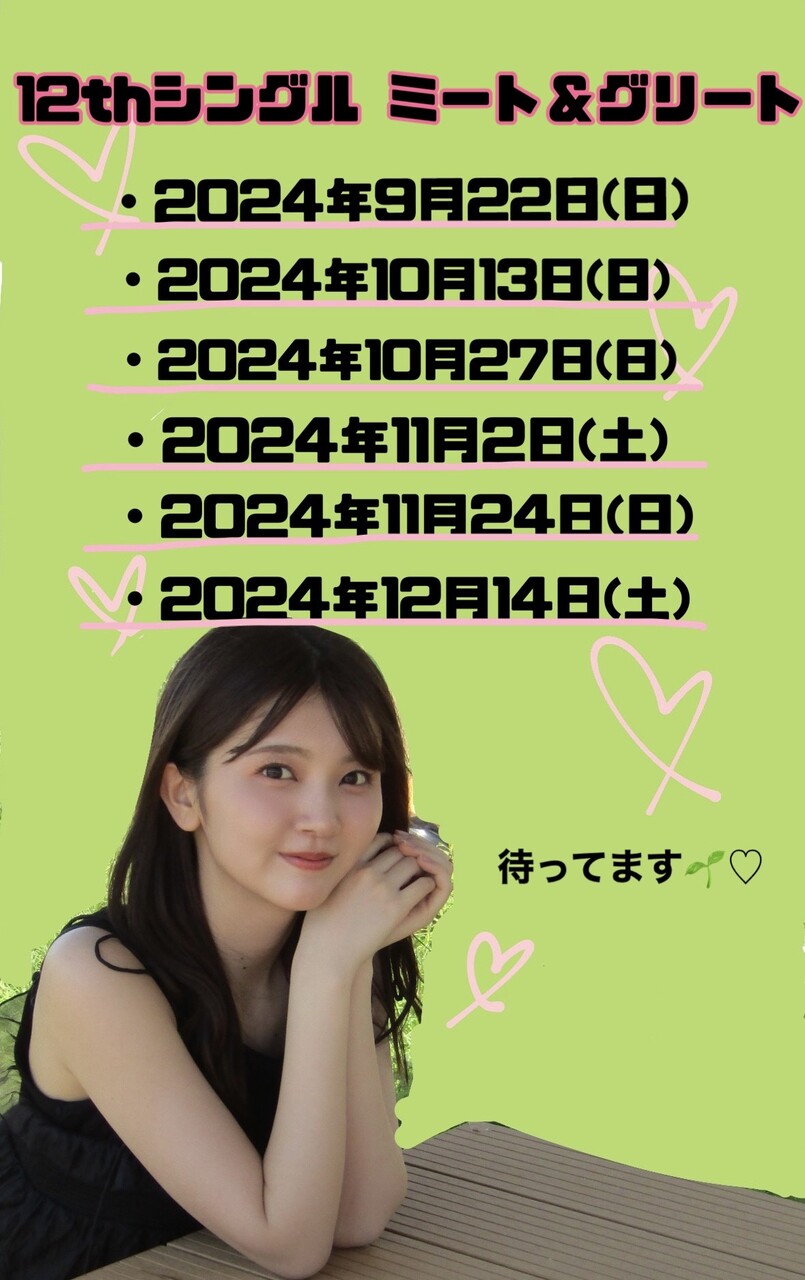 12thシングル ミート&グリート
・2024年9月22日(日)
・2024年10月13日(日)
・2024年10月27日(日)
・2024年11月2日(土)
・2024年11月24日(日)
・2024年12月14日(土)
待ってます🌱♡